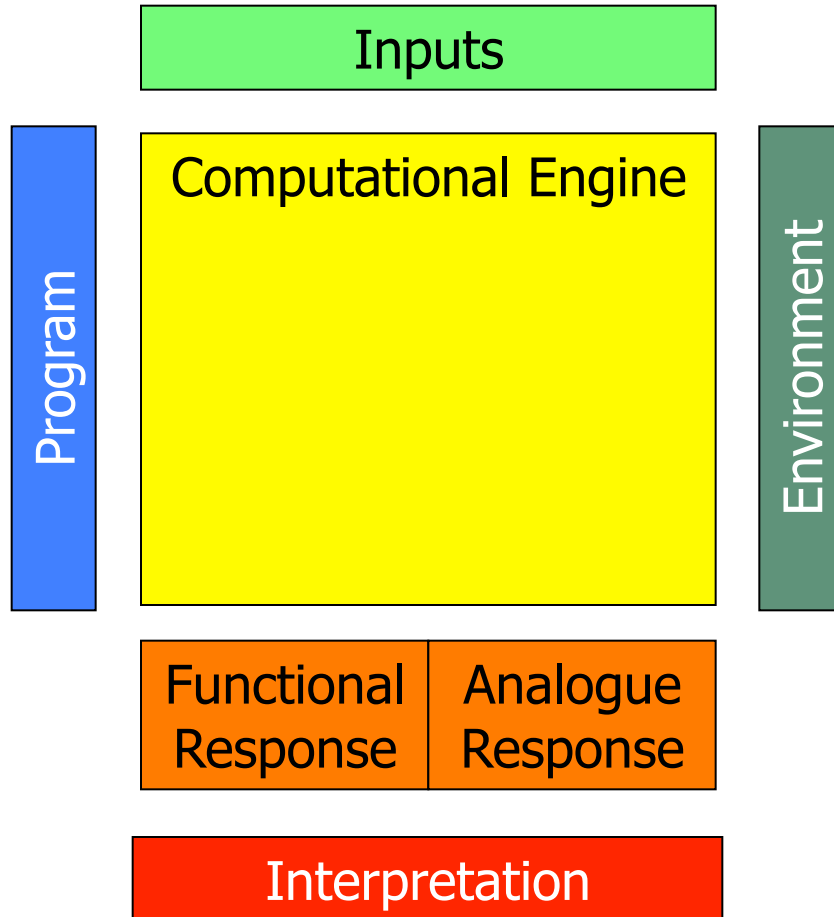 Inputs
Program
Computational Engine
Environment
Functional
Response
Analogue
Response
Interpretation